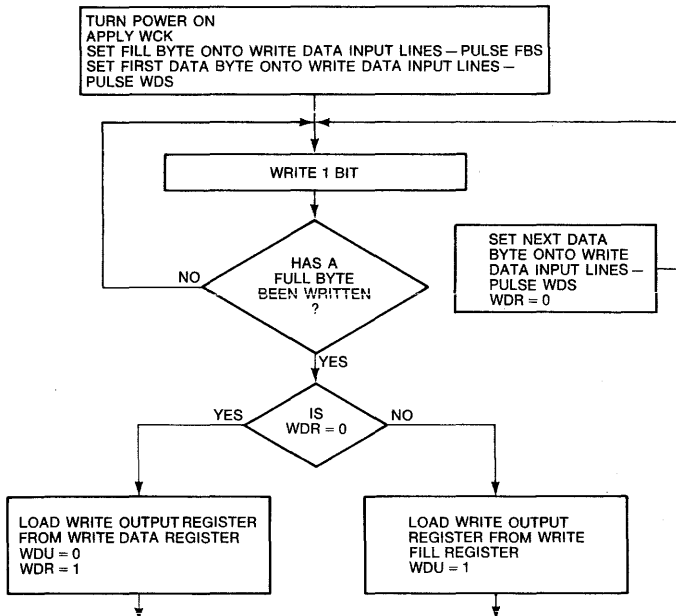 TURN POWER ON
APPLY WCK
SET FILL BYTE ONTO WRITE DATA INPUT LINES – PULSE FBS
SET FIRST DATA BYTE ONTO WRITE DATA INPUT LINES –
PULSE WDS
WRITE 1 BIT
HAS A
FULL BYTE
BEEN WRITTEN
?
NO
SET NEXT DATA
BYTE ONTO WRITE
DATA INPUT LINES –
PULSE WDS
WDR = 0
YES
IS
WDR = 0
YES
NO
LOAD WRITE OUTPUT REGISTER
FROM WRITE DATA REGISTER
WDU = 0
WDR = 1
LOAD WRITE OUTPUT
REGISTER FROM WRITE
FILL REGISTER
WDU = 1